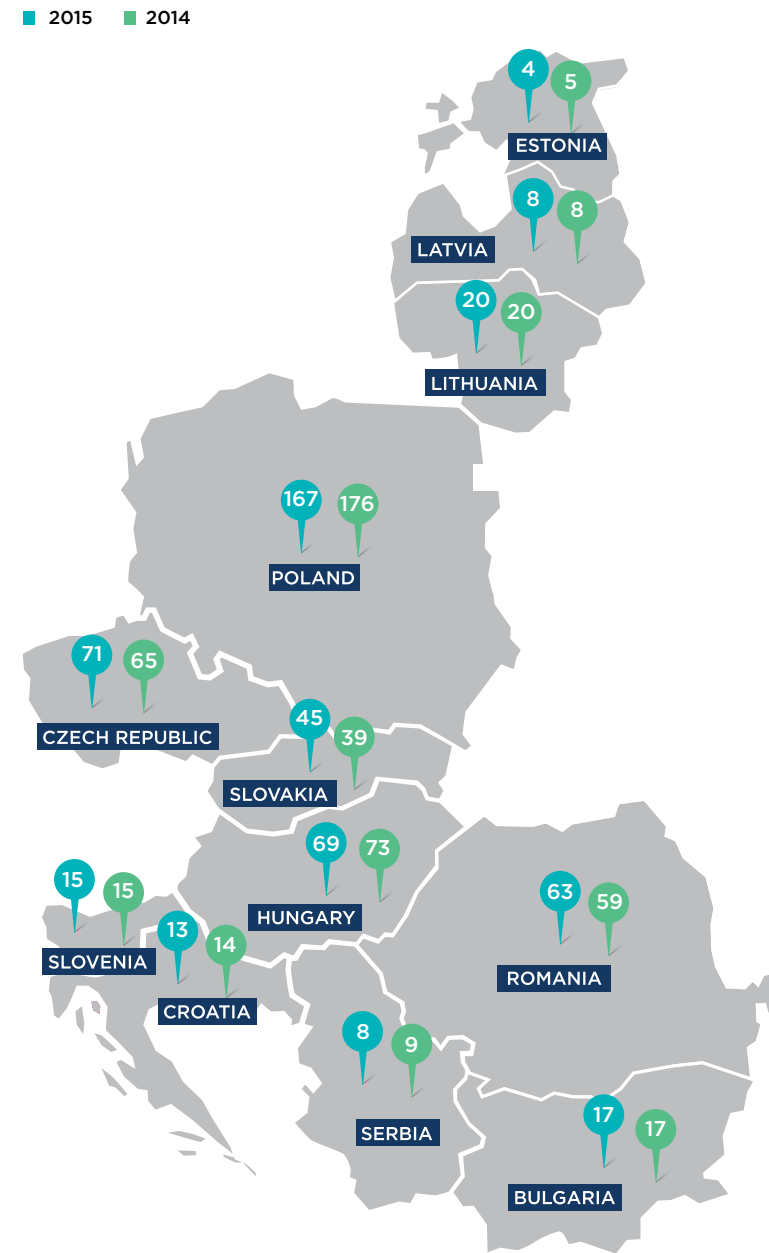 2015 2014
4 5
ESTONIA
8 8
LATVIA
20 20
LITHUANIA
167 176
POLAND
71 65
CZECH REPUBLIC
45 39
SLOVAKIA
69 73
HUNGARY
15 15
SLOVENIA
13 14
CROATIA
63 59
ROMANIA
8 9
SERBIA
17 17
BULGARIA